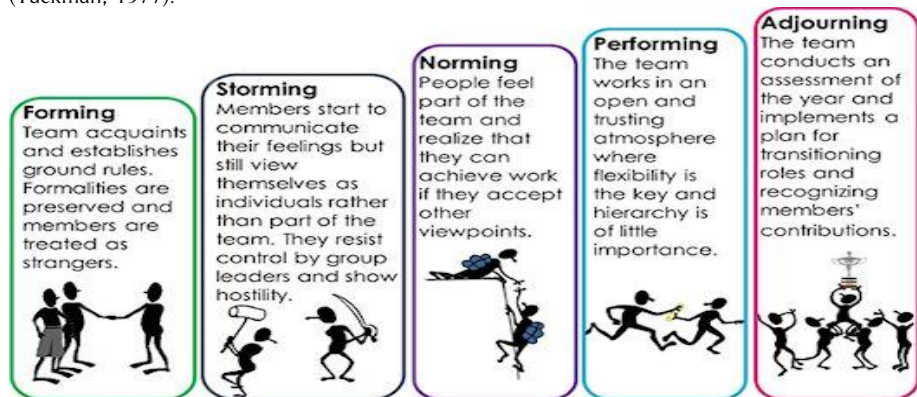 (Tuckman, 1977).
Forming
Team acquaints
and establishes
ground rules.
Formalities are
preserved and
members are
treated as
strangers.
Storming
Members start to
communicate
their feelings but
still view
themselves as
individuals rather
than part of the
team. They resist
control by group
leaders and show
hostility.
Norming
People feel
part of the
team and
realize that
they can
achieve work
if they accept
other
viewpoints.
Performing
The team
works in an
open and
trusting
atmosphere
where
flexibility is
the key and
hierarchy is
of little
importance.
Adjourning
The team
conducts an
assessment of
the year and
implements a
plan for
transitioning
roles and
recognizing
members'
contributions.